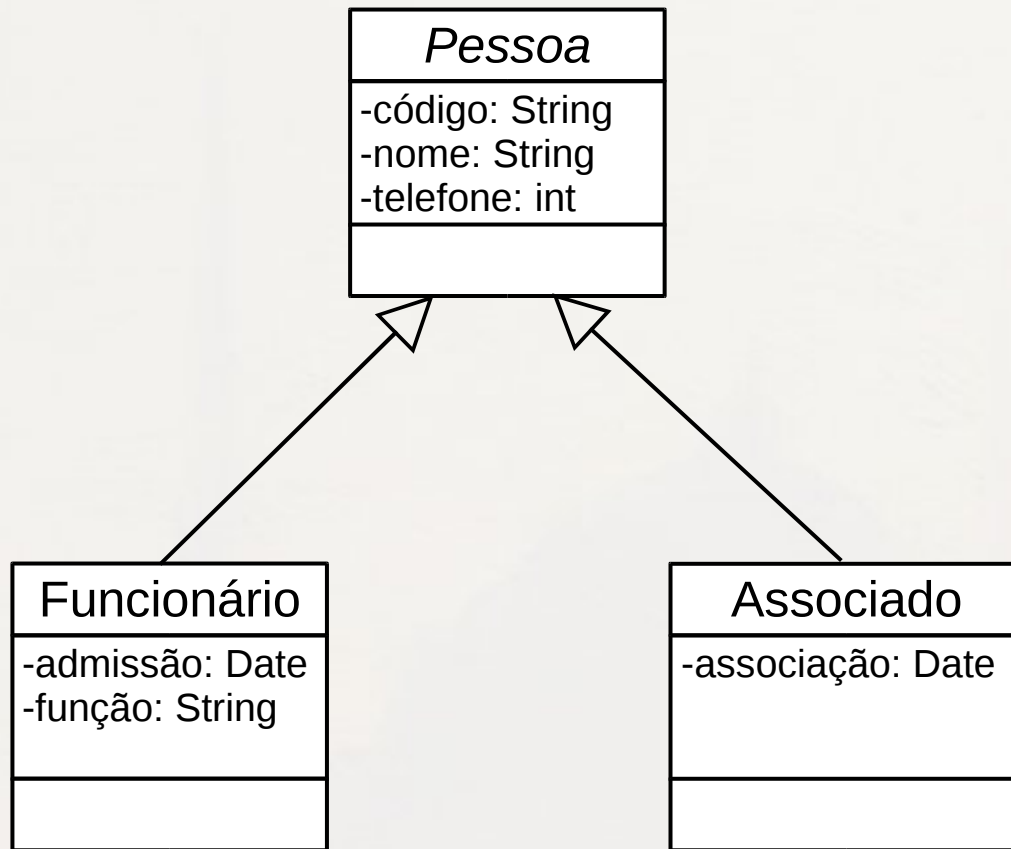 Pessoa
-código: String
-nome: String
-telefone: int
Funcionário
-admissão: Date
-função: String
Associado
-associação: Date